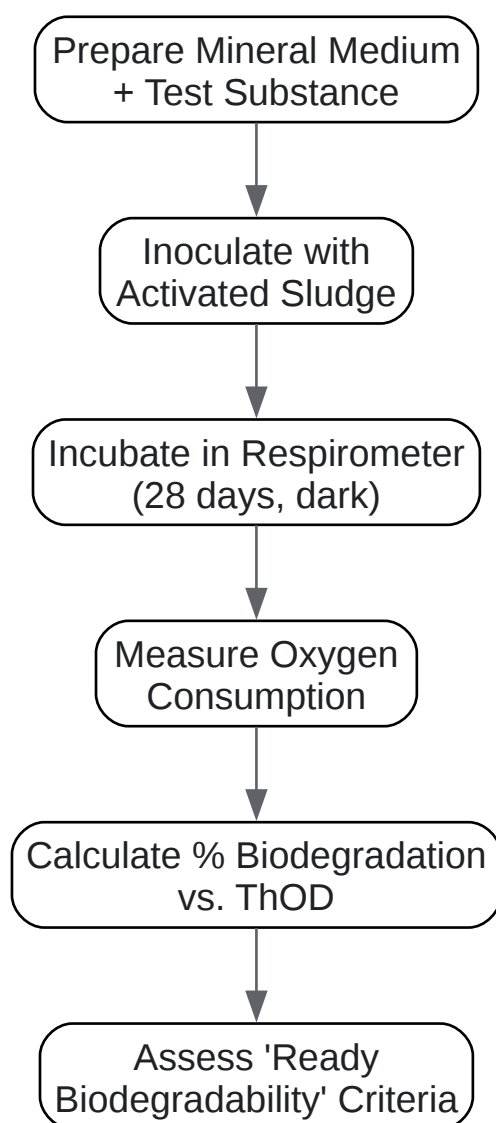 Prepare Mineral Medium
+ Test Substance
Inoculate with
Activated Sludge
Incubate in Respirometer
(28 days, dark)
Measure Oxygen
Consumption
Calculate % Biodegradation
vs. ThOD
Assess 'Ready
Biodegradability' Criteria